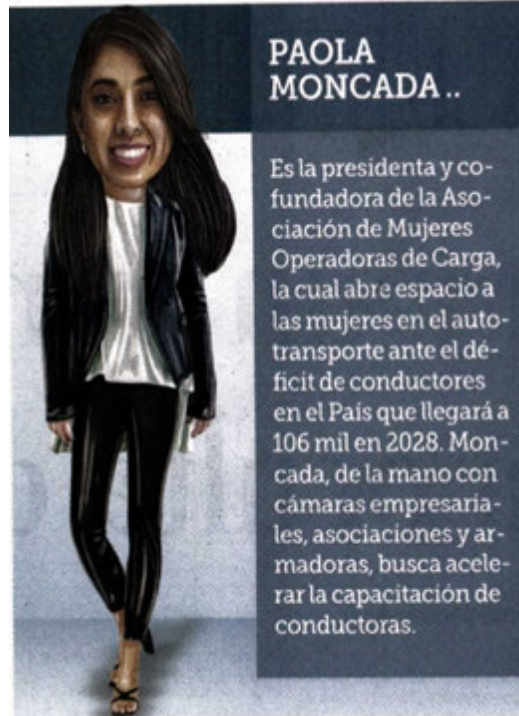 PAOLA
MONCADA..
Es la presidenta y co-
fundadora de la Aso-
ciación de Mujeres
Operadoras de Carga,
la cual abre espacio a
las mujeres en el auto-
transporte ante el dé-
ficit de conductores
en el País que llegará a
106 mil en 2028. Mon-
cada, de la mano con
cámaras empresaria-
les, asociaciones y ar-
madoras, busca acele-
rar la capacitación de
conductoras.